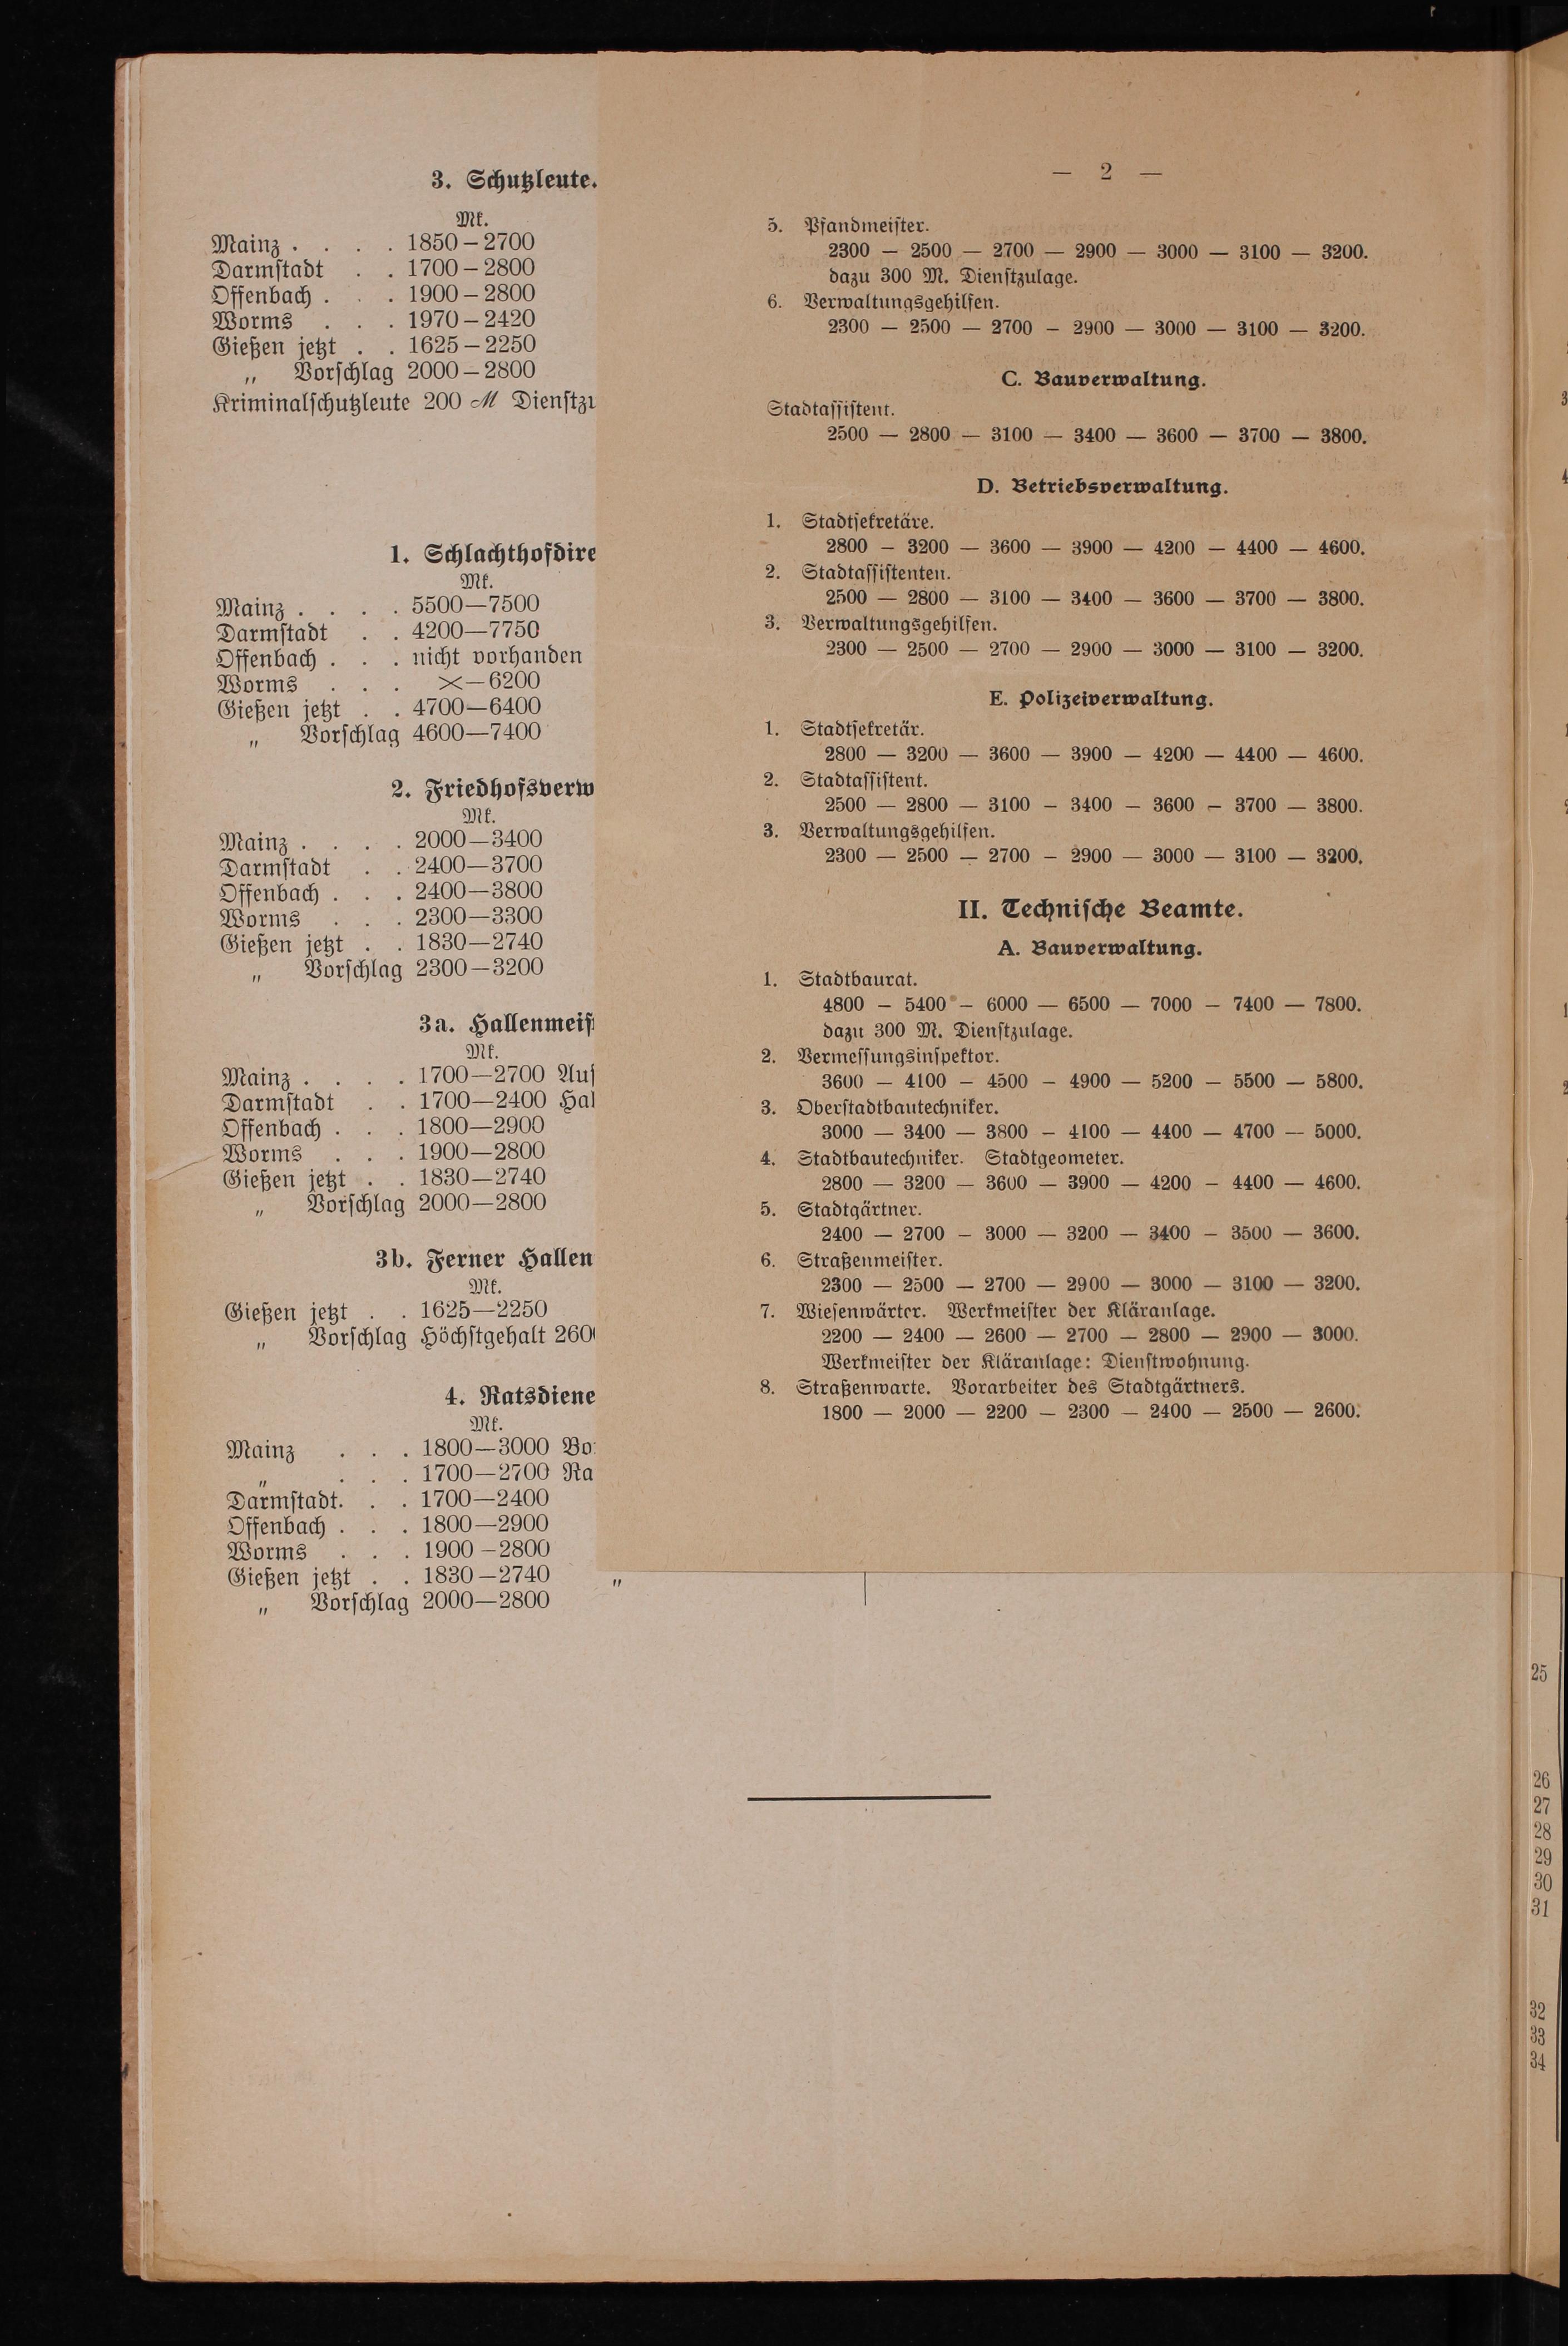 3. Schutzleute.
Mk.
Mainz . . . . 1850–2700
Darmſtadt . . 1700–2800
Offenbach . . . 1900–2800
Worms . . . 1970–2420
Gießen jetzt . . 1625–2250
„ Vorſchlag 2000–2800
Kriminalſchutzleute 200 ℳ Dienſtzu
1. Schlachthofdire
Mk.
Mainz . . . . 5500—7500
Darmſtadt . . 4200—7750
Offenbach . . . nicht vorhanden
Worms . . . ×—6200
Gießen jetzt . . 4700—6400
„ Vorſchlag 4600—7400
2. Friedhofsverw
Mk.
Mainz . . . . 2000—3400
Darmſtadt . . 2400—3700
Offenbach . . . 2400—3800
Worms . . . 2300—3300
Gießen jetzt . . 1830—2740
„ Vorſchlag 2300—3200
3a. Hallenmeiſ
Mk.
Mainz . . . . 1700—2700 Auf
Darmſtadt . . 1700—2400 Hal
Offenbach . . . 1800—2900
Worms . . . 1900—2800
Gießen jetzt . . 1830—2740
„ Vorſchlag 2000—2800
3b. Ferner Hallen
Mk.
Gießen jetzt . . 1625—2250
„ Vorſchlag Höchſtgehalt 260
4. Ratsdiene
Mk.
Mainz . . . 1800—3000 Bo
„ . . . 1700—2700 Ra
Darmſtadt. . . 1700—2400
Offenbach . . . 1800—2900
Worms . . . 1900–2800
Gießen jetzt . . 1830–2740
„ Vorſchlag 2000—2800
„
— 2 —
5. Pfandmeiſter.
2300 — 2500 — 2700 — 2900 — 3000 — 3100 — 3200.
dazu 300 M. Dienſtzulage.
6. Verwaltungsgehilfen.
2300 — 2500 — 2700 – 2900 — 3000 — 3100 — 3200.
C. Bauverwaltung.
Stadtaſſiſtent.
2500 — 2800 — 3100 — 3400 — 3600 — 3700 — 3800.
D. Betriebsverwaltung.
1. Stadtſekretäre.
2800 – 3200 — 3600 — 3900 — 4200 — 4400 — 4600.
2. Stadtaſſiſtenten.
2500 — 2800 — 3100 — 3400 — 3600 — 3700 — 3800.
3. Verwaltungsgehilfen.
2300 — 2500 — 2700 — 2900 — 3000 — 3100 — 3200.
E. Polizeiverwaltung.
1. Stadtſekretär.
2800 — 3200 — 3600 — 3900 — 4200 — 4400 — 4600.
2. Stadtaſſiſtent.
2500 — 2800 — 3100 – 3400 — 3600 – 3700 — 3800.
3. Verwaltungsgehilfen.
2300 — 2500 — 2700 – 2900 — 3000 — 3100 — 3200.
II. Techniſche Beamte.
A. Bauverwaltung.
1. Stadtbaurat.
4800 – 5400 – 6000 — 6500 — 7000 – 7400 — 7800.
dazu 300 M. Dienſtzulage.
2. Vermeſſungsinſpektor.
3600 — 4100 – 4500 – 4900 — 5200 – 5500 — 5800.
3. Oberſtadtbautechniker.
3000 — 3400 — 3800 – 4100 — 4400 — 4700 — 5000.
4. Stadtbautechniker. Stadtgeometer.
2800 — 3200 — 3600 — 3900 — 4200 – 4400 — 4600.
5. Stadtgärtner.
2400 — 2700 – 3000 — 3200 — 3400 – 3500 — 3600.
6. Straßenmeiſter.
2300 — 2500 — 2700 — 2900 — 3000 — 3100 — 3200.
7. Wieſenwärter. Werkmeiſter der Kläranlage.
2200 — 2400 — 2600 — 2700 — 2800 — 2900 — 3000.
Werkmeiſter der Kläranlage: Dienſtwohnung.
8. Straßenwarte. Vorarbeiter des Stadtgärtners.
1800 — 2000 — 2200 — 2300 — 2400 — 2500 — 2600.
25
26
27
28
29
30
31
32
33
34